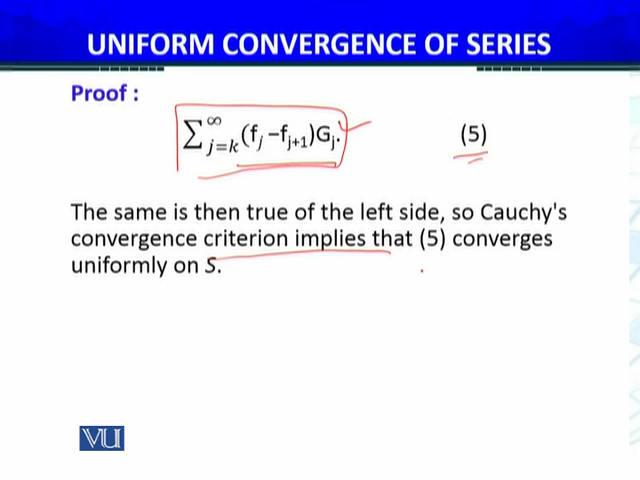 UNIFORM CONVERGENCE OF SERIES
Proof :
∑_{j=k}^{∞}(f_j −f_{j+1})G_j. (5)
The same is then true of the left side, so Cauchy's
convergence criterion implies that (5) converges
uniformly on S.
VU